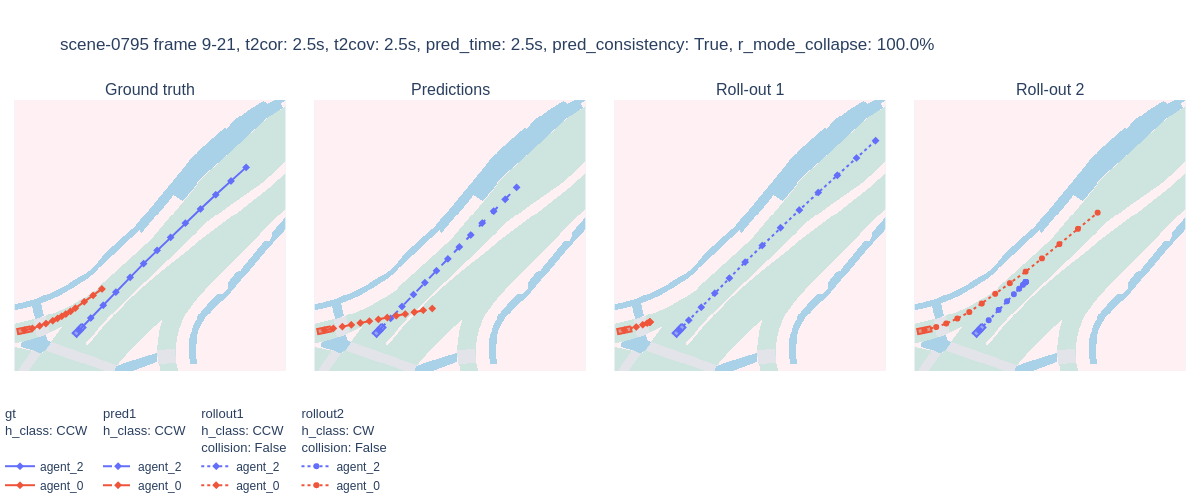 scene-0795 frame 9-21, t2cor: 2.5s, t2cov: 2.5s, pred_time: 2.5s, pred_consistency: True, r_mode_collapse: 100.0%
Ground truth
Predictions
Roll-out 1
Roll-out 2
gt
h_class: CCW
agent_2
agent_0
pred1
h_class: CCW
agent_2
agent_0
rollout1
h_class: CCW
collision: False
agent_2
agent_0
rollout2
h_class: CW
collision: False
agent_2
agent_0